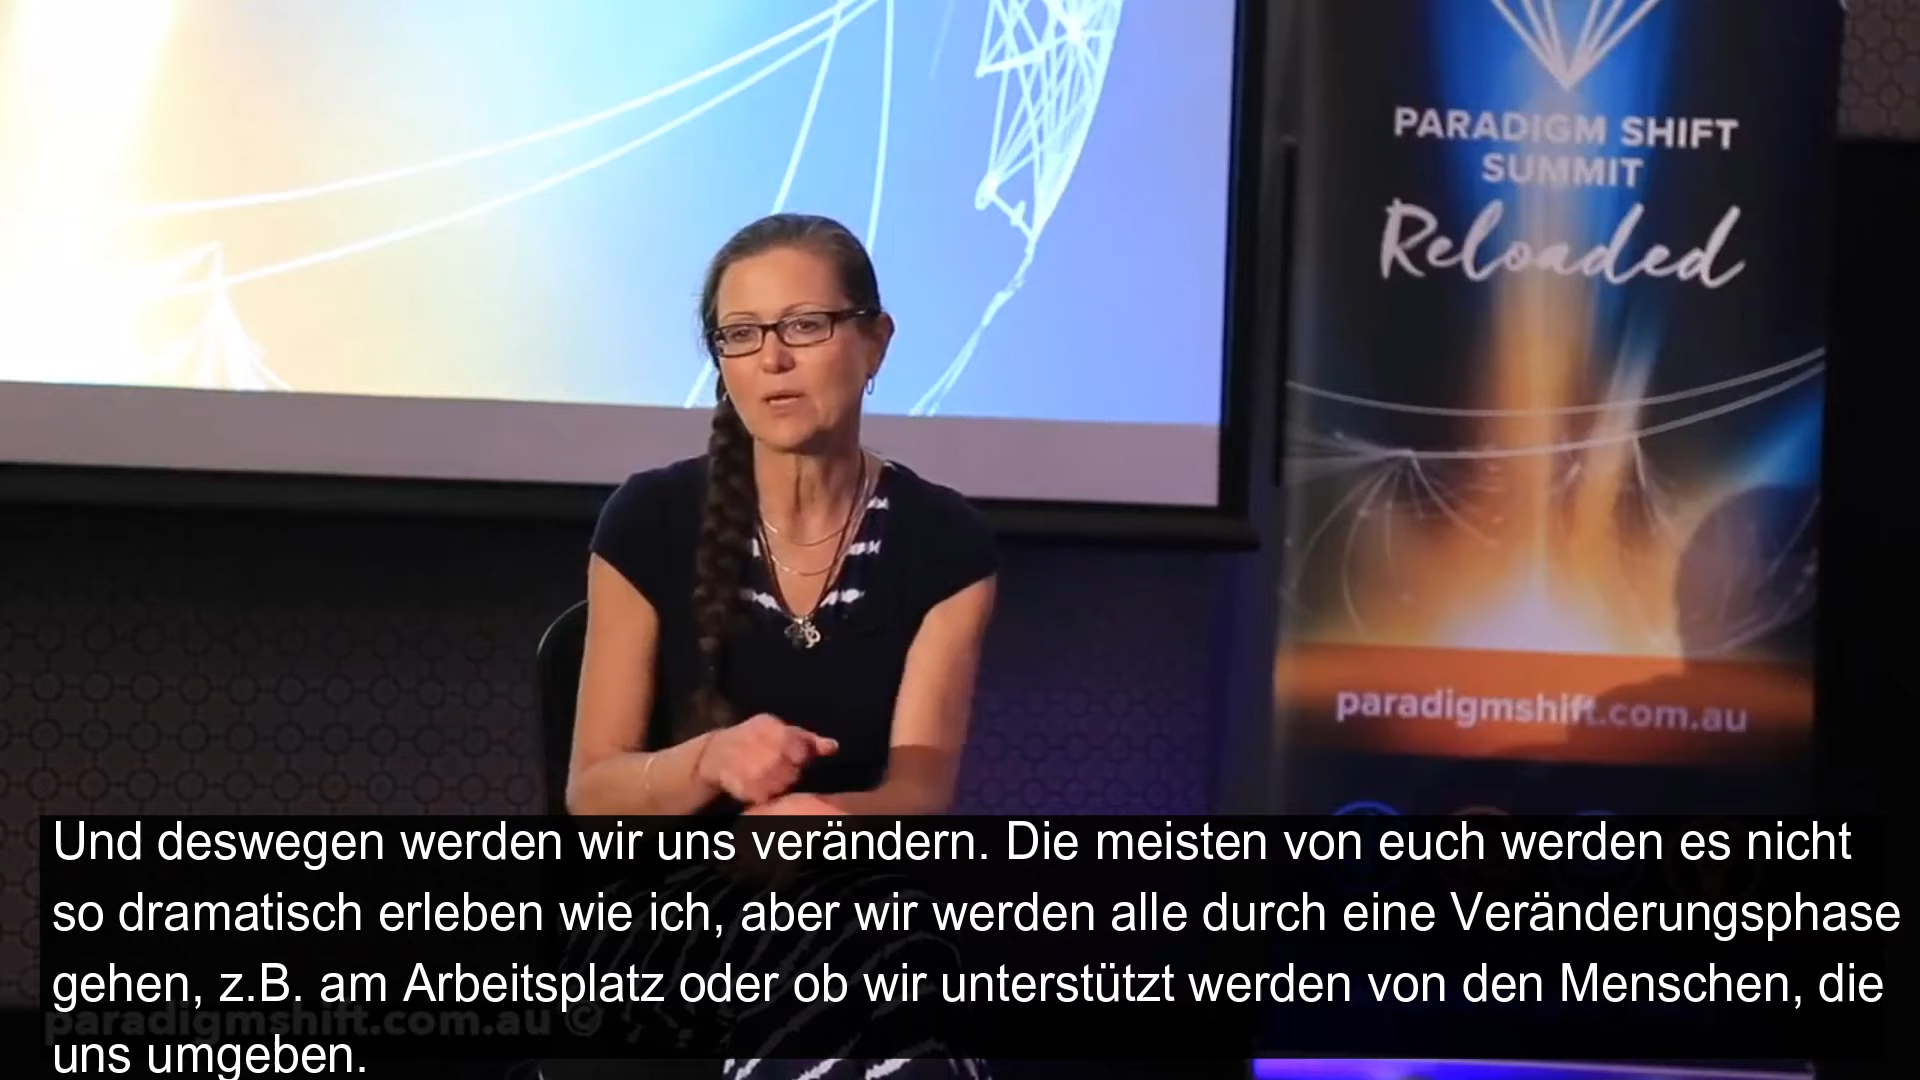 PARADIGM SHIFT
SUMMIT
Reloaded
paradigmshift.com.au
Und deswegen werden wir uns verändern. Die meisten von euch werden es nicht
so dramatisch erleben wie ich, aber wir werden alle durch eine Veränderungsphase
gehen, z.B. am Arbeitsplatz oder ob wir unterstützt werden von den Menschen, die
paradigmshift.com.au ©
uns umgeben.